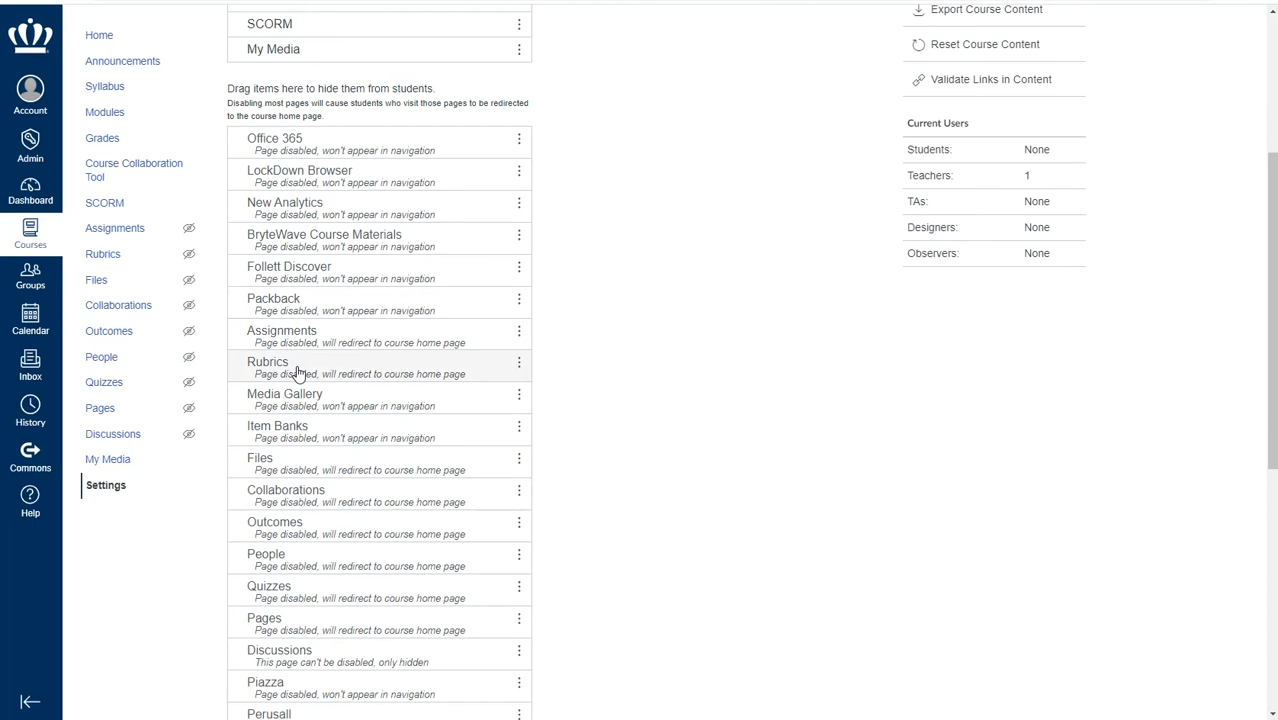 Account
Admin
Dashboard
Courses
Groups
Calendar
Inbox
History
Commons
Help
Home
Announcements
Syllabus
Modules
Grades
Course Collaboration
Tool
SCORM
Assignments
Rubrics
Files
Collaborations
Outcomes
People
Quizzes
Pages
Discussions
My Media
Settings
SCORM
My Media
Drag items here to hide them from students.
Disabling most pages will cause students who visit those pages to be redirected
to the course home page.
Office 365
Page disabled, won't appear in navigation
LockDown Browser
Page disabled, won't appear in navigation
New Analytics
Page disabled, won't appear in navigation
BryteWave Course Materials
Page disabled, won't appear in navigation
Follett Discover
Page disabled, won't appear in navigation
Packback
Page disabled, won't appear in navigation
Assignments
Page disabled, will redirect to course home page
Rubrics
Page disabled, will redirect to course home page
Media Gallery
Page disabled, won't appear in navigation
Item Banks
Page disabled, won't appear in navigation
Files
Page disabled, will redirect to course home page
Collaborations
Page disabled, will redirect to course home page
Outcomes
Page disabled, will redirect to course home page
People
Page disabled, will redirect to course home page
Quizzes
Page disabled, will redirect to course home page
Pages
Page disabled, will redirect to course home page
Discussions
This page can't be disabled, only hidden
Piazza
Page disabled, won't appear in navigation
Perusall
Export Course Content
Reset Course Content
Validate Links in Content
Current Users
Students: None
Teachers: 1
TAs: None
Designers: None
Observers: None